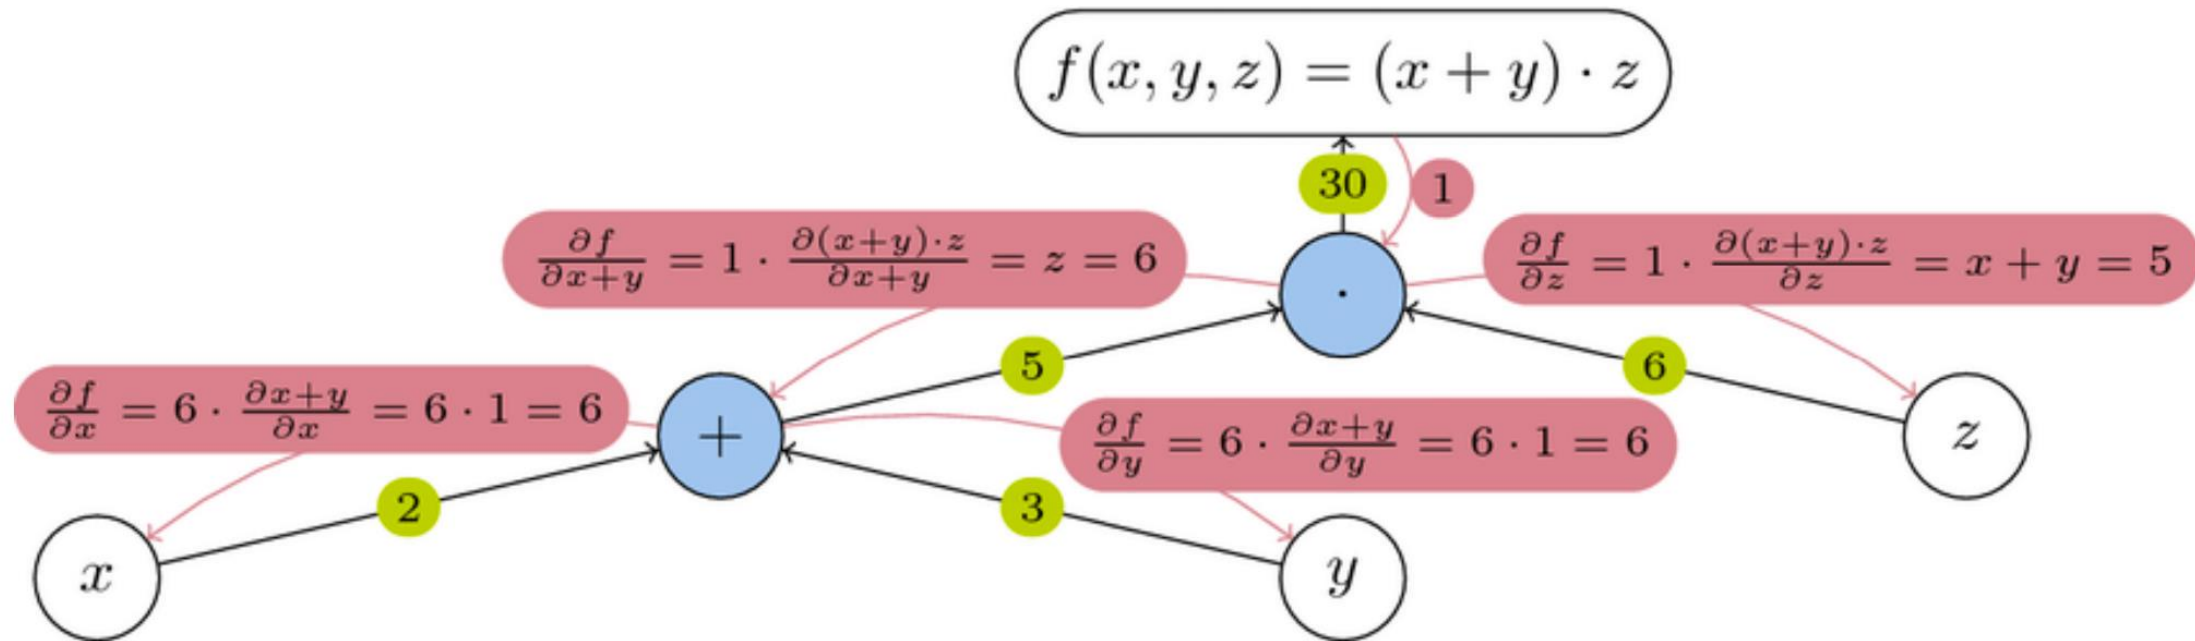 f(x, y, z) = (x + y) · z
30
1
∂f/∂x+y = 1 · ∂(x+y)·z/∂x+y = z = 6
·
∂f/∂z = 1 · ∂(x+y)·z/∂z = x + y = 5
5
6
∂f/∂x = 6 · ∂x+y/∂x = 6 · 1 = 6
+
∂f/∂y = 6 · ∂x+y/∂y = 6 · 1 = 6
z
2
3
x
y